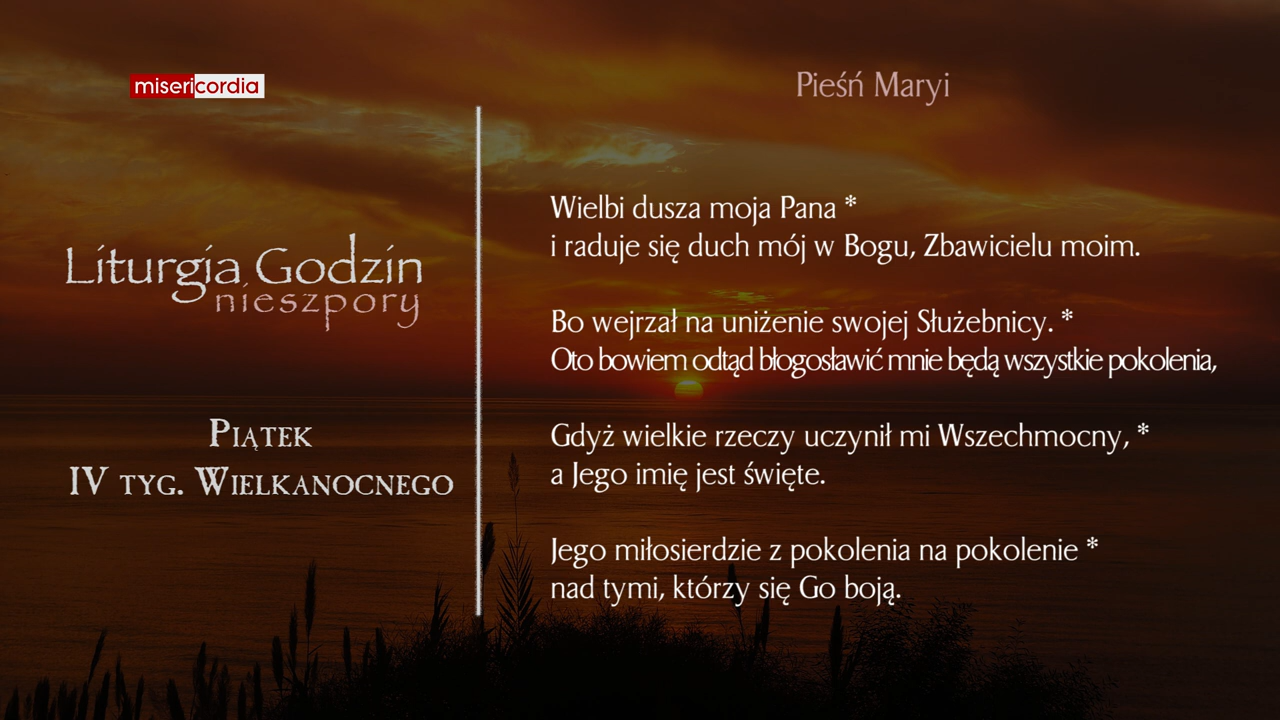 misericordia
Liturgia Godzin
nieszpory
Piątek
IV tyg. Wielkanocnego
Pieśń Maryi
Wielbi dusza moja Pana *
i raduje się duch mój w Bogu, Zbawicielu moim.
Bo wejrzał na uniżenie swojej Służebnicy. *
Oto bowiem odtąd błogosławić mnie będą wszystkie pokolenia,
Gdyż wielkie rzeczy uczynił mi Wszechmocny, *
a Jego imię jest święte.
Jego miłosierdzie z pokolenia na pokolenie *
nad tymi, którzy się Go boją.